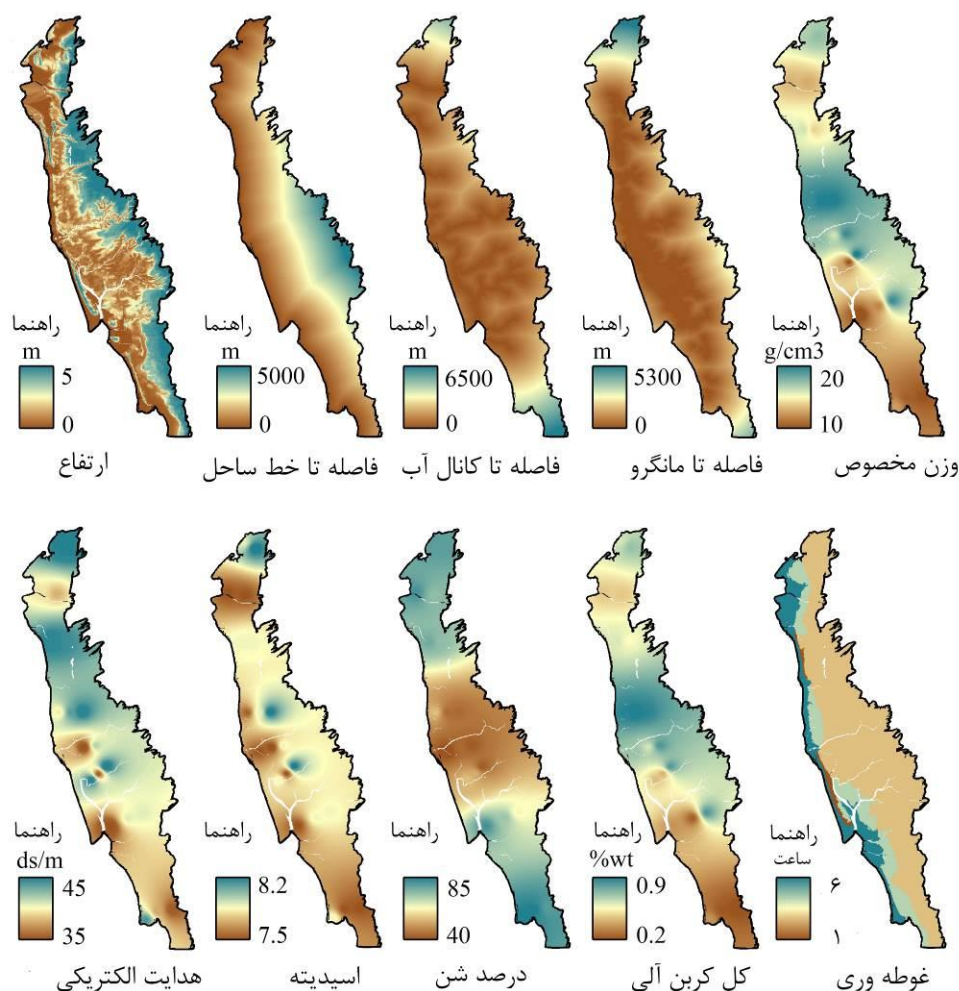 راهنما
m
5
0
ارتفاع
راهنما
m
5000
0
فاصله تا خط ساحل
راهنما
m
6500
0
فاصله تا کانال آب
راهنما
m
5300
0
فاصله تا مانگرو
راهنما
g/cm3
20
10
وزن مخصوص
راهنما
ds/m
45
35
هدایت الکتریکی
راهنما
8.2
7.5
اسیدیته
راهنما
85
40
درصد شن
راهنما
%wt
0.9
0.2
کل کربن آلی
راهنما
ساعت
۶
۱
غوطه وری